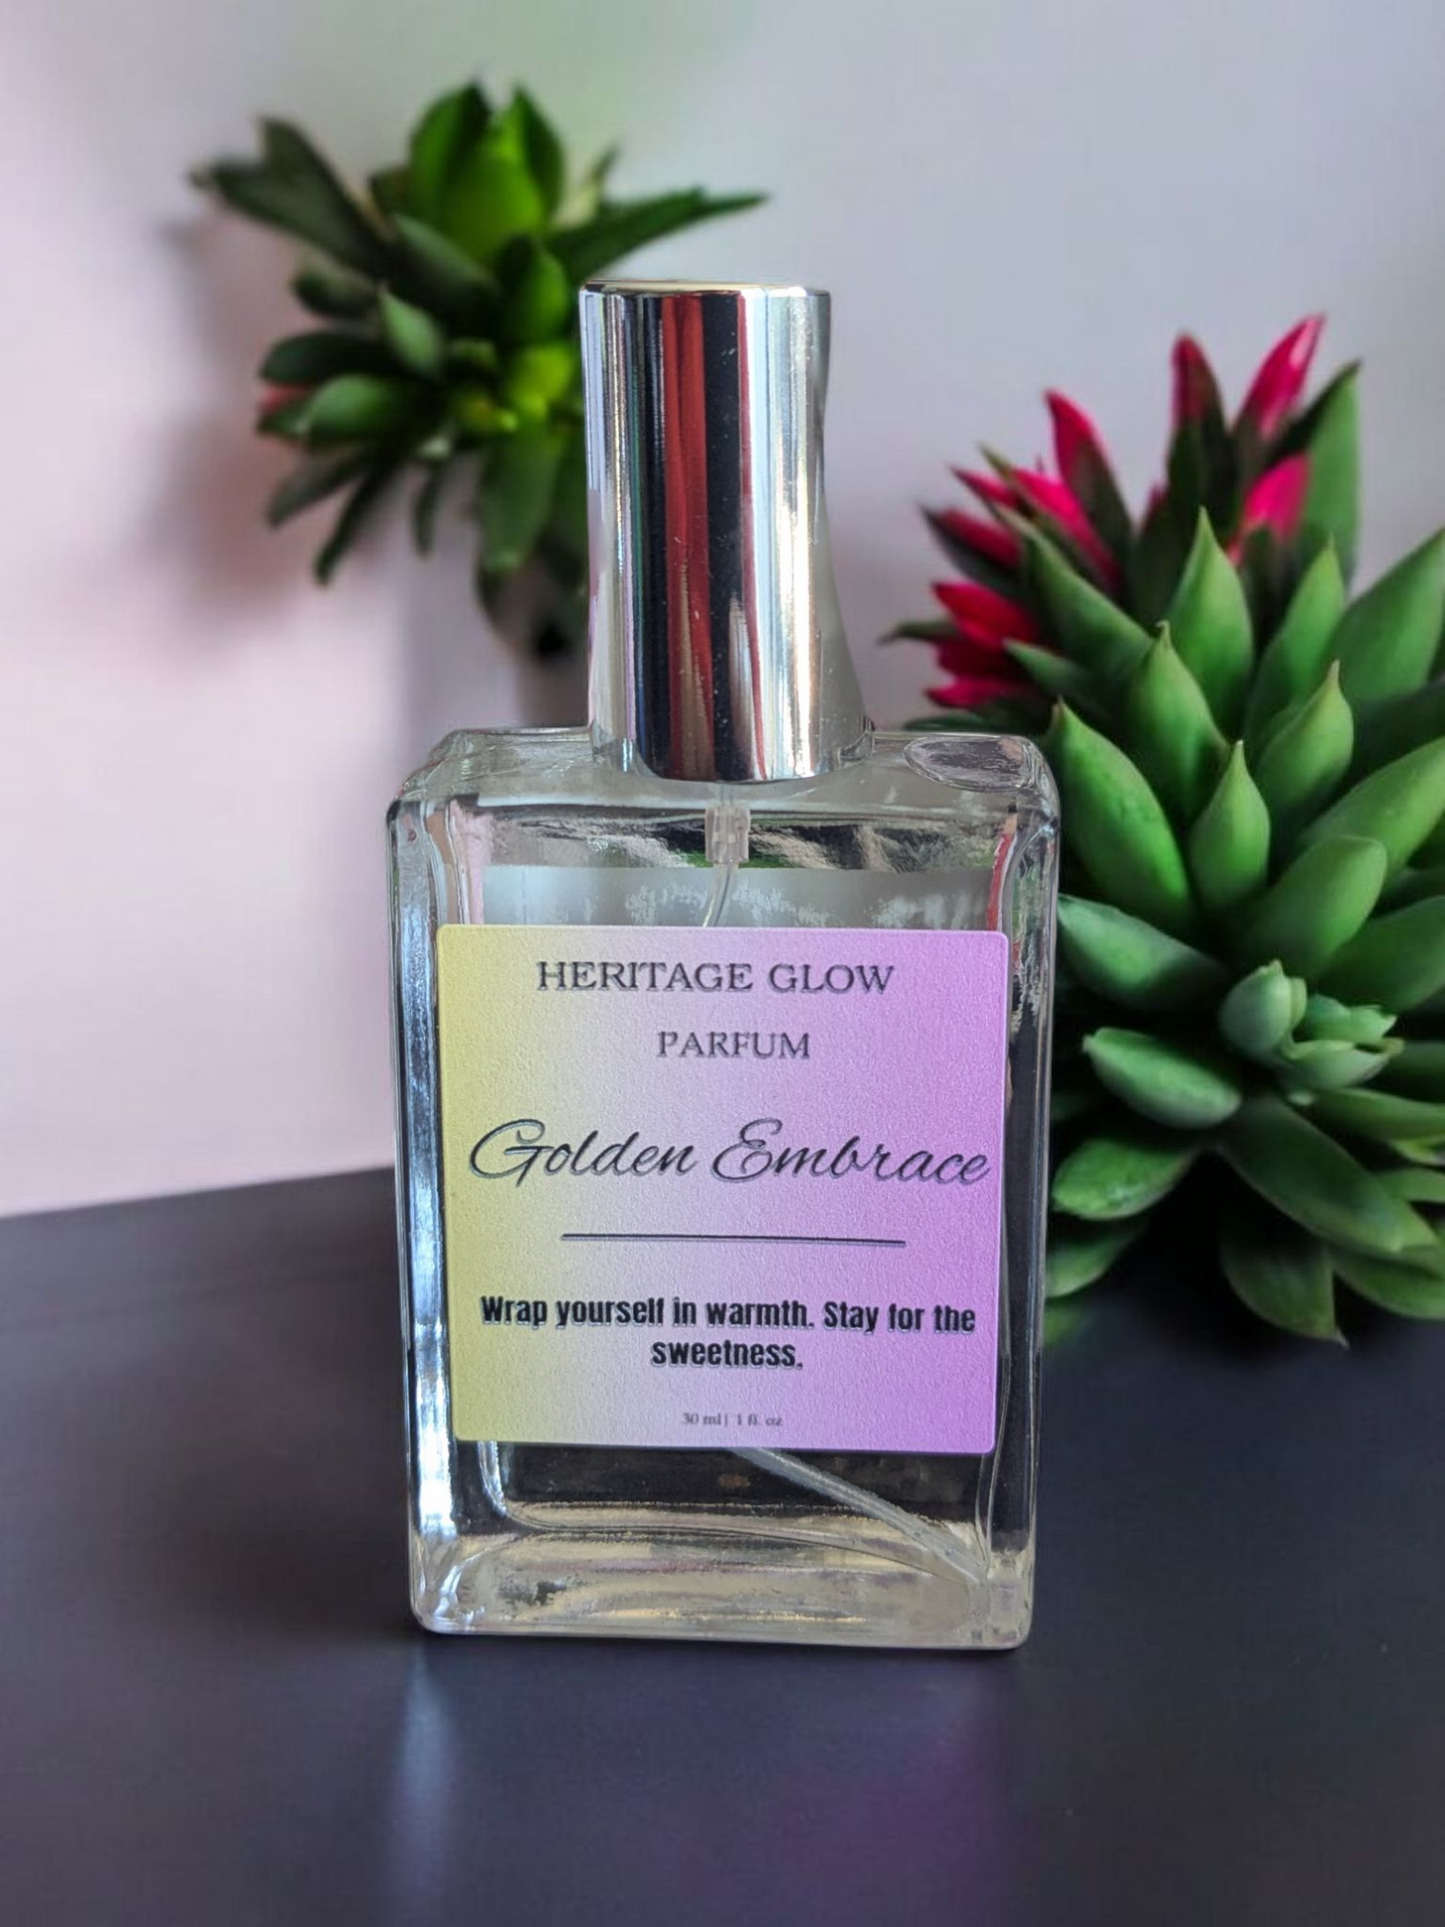 HERITAGE GLOW
PARFUM
Golden Embrace
Wrap yourself in warmth. Stay for the
sweetness.
30 ml | 1 fl. oz